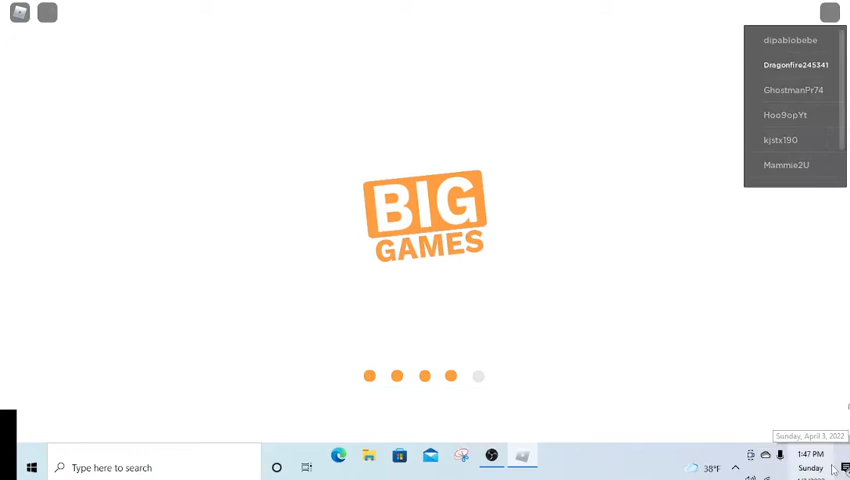 dipablobebe
Dragonfire245341
GhostmanPr74
Hoo9opYt
kjstx190
Mammie2U
BIG
GAMES
Sunday, April 3, 2022
Type here to search
38°F
1:47 PM
Sunday